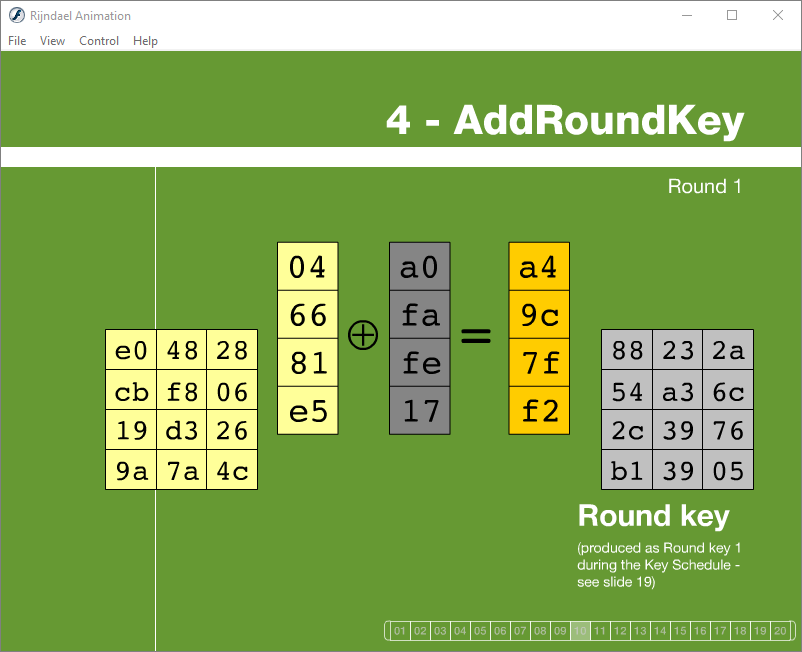 Rijndael Animation
File View Control Help
4 - AddRoundKey
Round 1
04 a0 a4
66 ⊕ fa = 9c
81 fe 7f
e5 17 f2
e0 48 28
cb f8 06
19 d3 26
9a 7a 4c
88 23 2a
54 a3 6c
2c 39 76
b1 39 05
Round key
(produced as Round key 1
during the Key Schedule -
see slide 19)
01 02 03 04 05 06 07 08 09 10 11 12 13 14 15 16 17 18 19 20